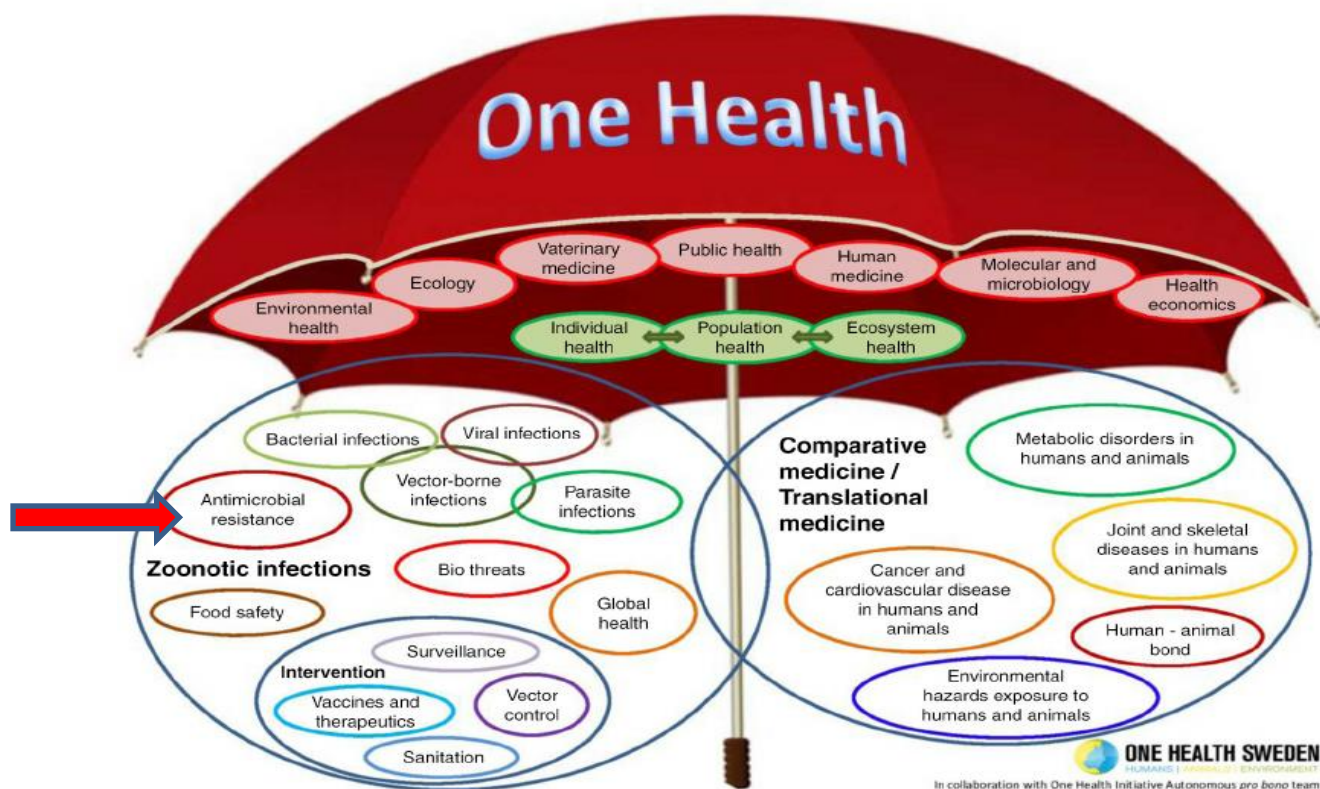 One Health
Public health
Vaterinary
medicine
Human
medicine
Ecology
Molecular and
microbiology
Environmental
health
Health
economics
Individual
health
Population
health
Ecosystem
health
Bacterial infections
Viral infections
Vector-borne
infections
Parasite
infections
Antimicrobial
resistance
Zoonotic infections
Bio threats
Food safety
Global
health
Surveillance
Intervention
Vaccines and
therapeutics
Vector
control
Sanitation
Comparative
medicine /
Translational
medicine
Metabolic disorders in
humans and animals
Joint and skeletal
diseases in humans
and animals
Cancer and
cardiovascular disease
in humans and
animals
Human - animal
bond
Environmental
hazards exposure to
humans and animals
ONE HEALTH SWEDEN
HUMANS | ANIMALS | ENVIRONMENT
In collaboration with One Health Initiative Autonomous pro bono team